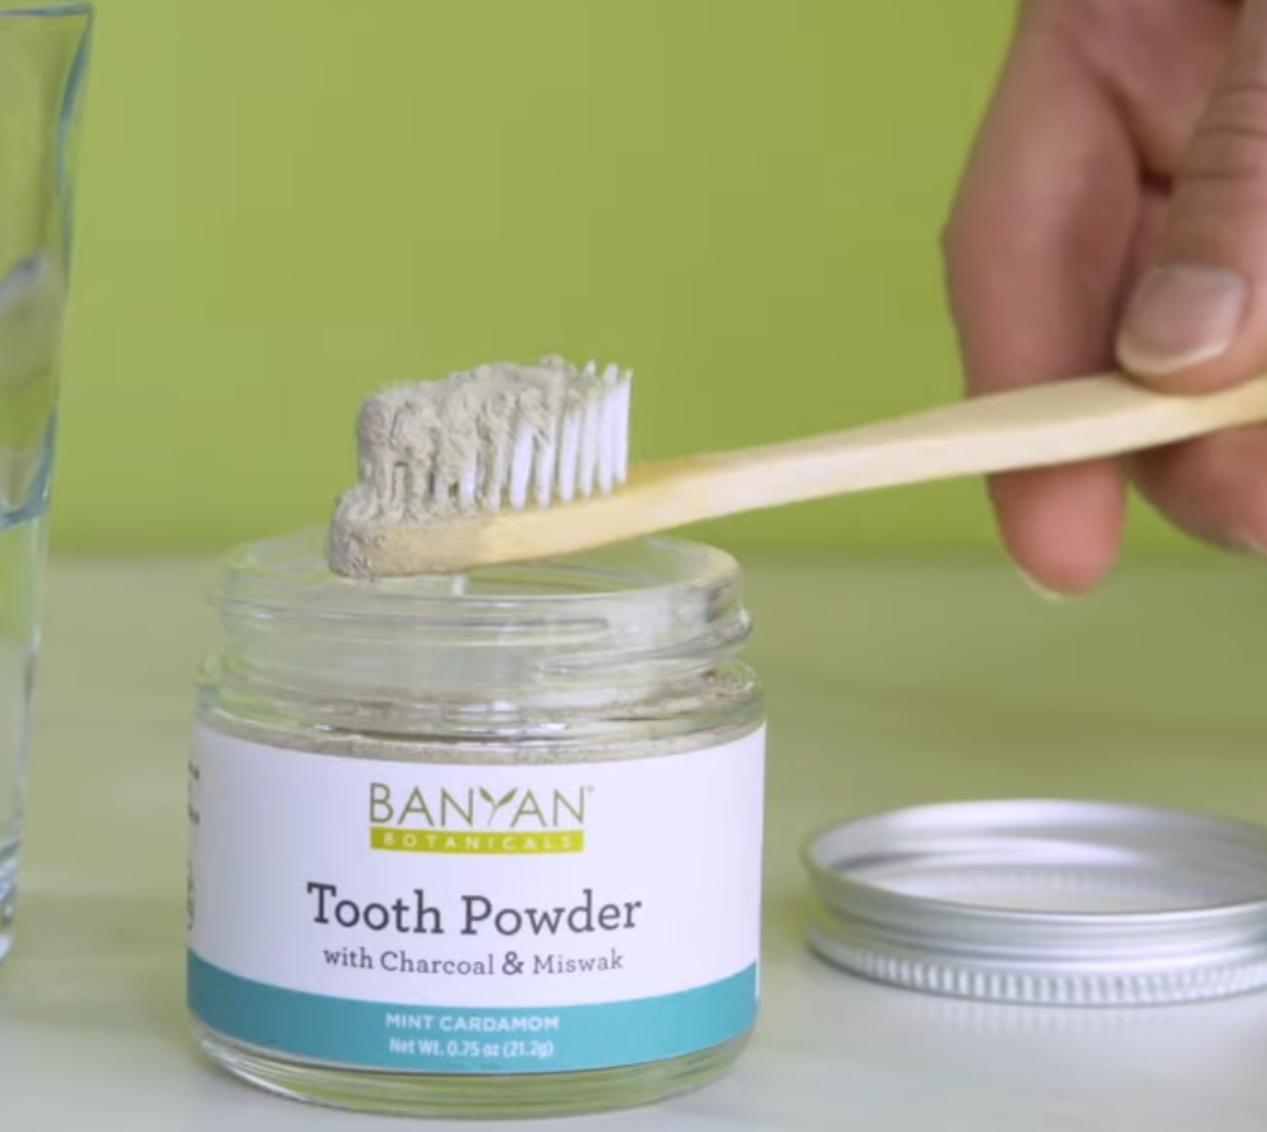 BANYAN®
BOTANICALS
Tooth Powder
with Charcoal & Miswak
MINT CARDAMOM
Net Wt. 0.75 oz (21.2g)